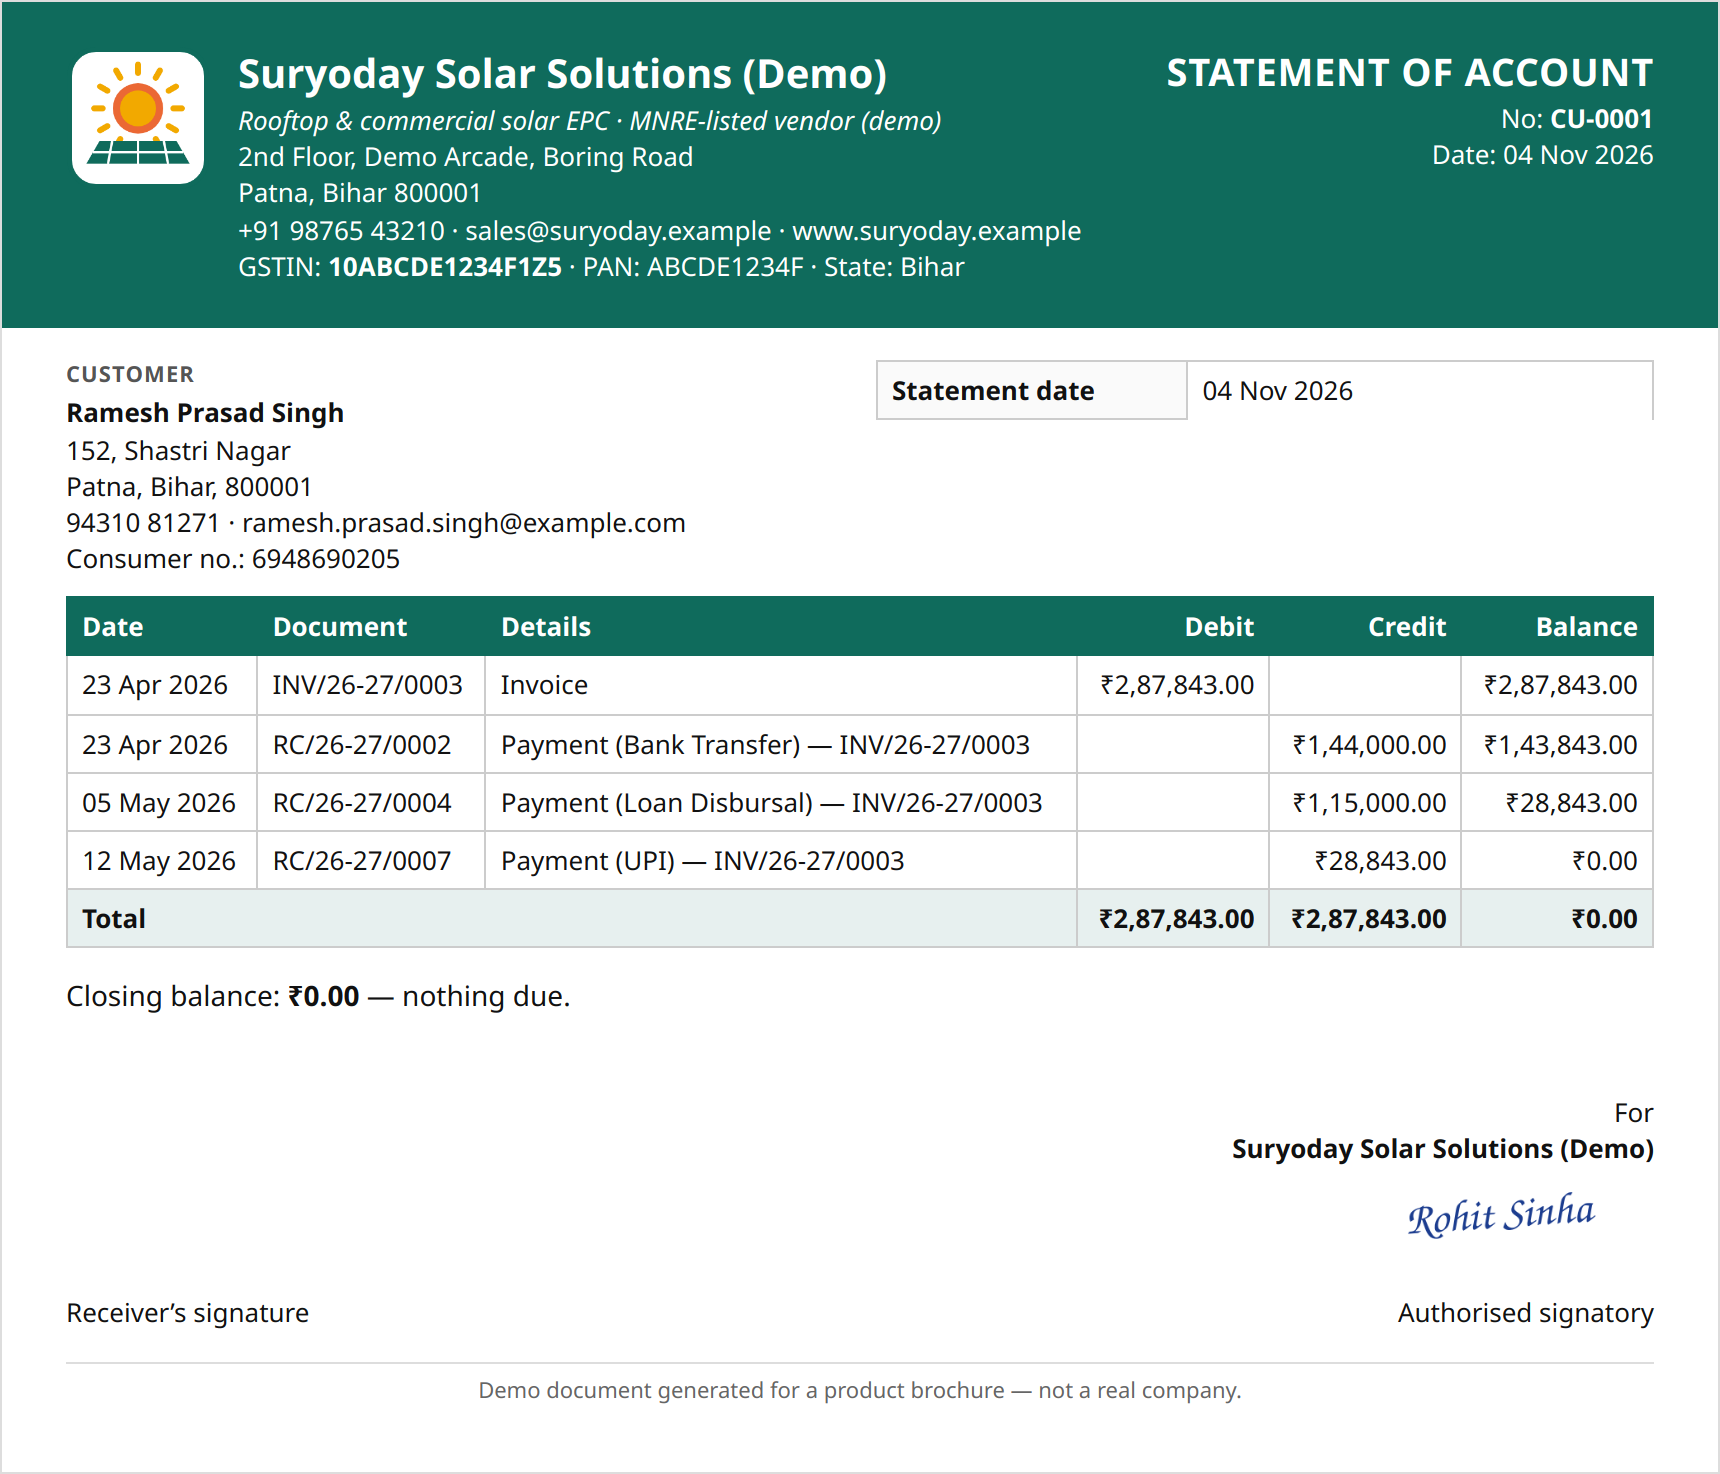 Suryoday Solar Solutions (Demo)
Rooftop & commercial solar EPC · MNRE-listed vendor (demo)
2nd Floor, Demo Arcade, Boring Road
Patna, Bihar 800001
+91 98765 43210 · sales@suryoday.example · www.suryoday.example
GSTIN: 10ABCDE1234F1Z5 · PAN: ABCDE1234F · State: Bihar
STATEMENT OF ACCOUNT
No: CU-0001
Date: 04 Nov 2026
CUSTOMER
Ramesh Prasad Singh
152, Shastri Nagar
Patna, Bihar, 800001
94310 81271 · ramesh.prasad.singh@example.com
Consumer no.: 6948690205
Statement date 04 Nov 2026
Date Document Details Debit Credit Balance
23 Apr 2026 INV/26-27/0003 Invoice ₹2,87,843.00 ₹2,87,843.00
23 Apr 2026 RC/26-27/0002 Payment (Bank Transfer) — INV/26-27/0003 ₹1,44,000.00 ₹1,43,843.00
05 May 2026 RC/26-27/0004 Payment (Loan Disbursal) — INV/26-27/0003 ₹1,15,000.00 ₹28,843.00
12 May 2026 RC/26-27/0007 Payment (UPI) — INV/26-27/0003 ₹28,843.00 ₹0.00
Total ₹2,87,843.00 ₹2,87,843.00 ₹0.00
Closing balance: ₹0.00 — nothing due.
For
Suryoday Solar Solutions (Demo)
Rohit Sinha
Receiver’s signature Authorised signatory
Demo document generated for a product brochure — not a real company.